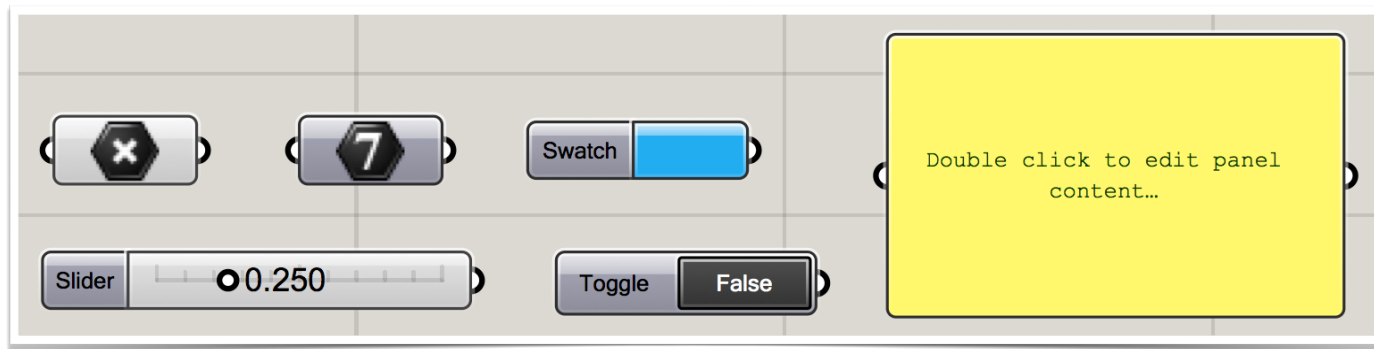 7
Swatch
Double click to edit panel
content…
Slider
0.250
Toggle
False